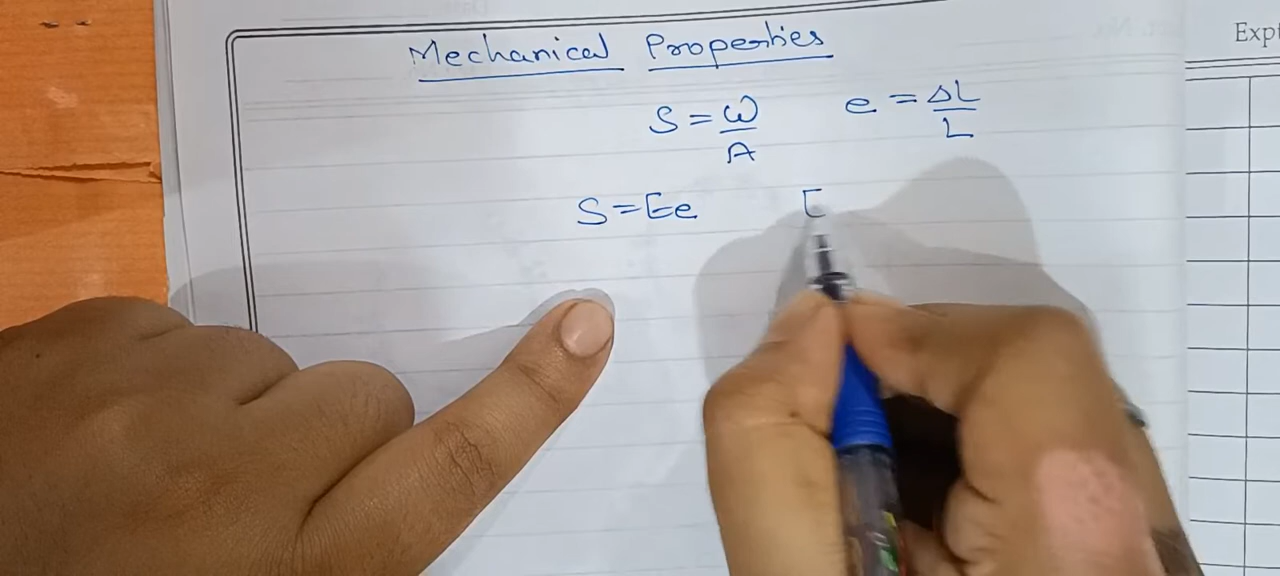 Mechanical Properties
S = W/A e = ΔL/L
S = Ee E
Expt